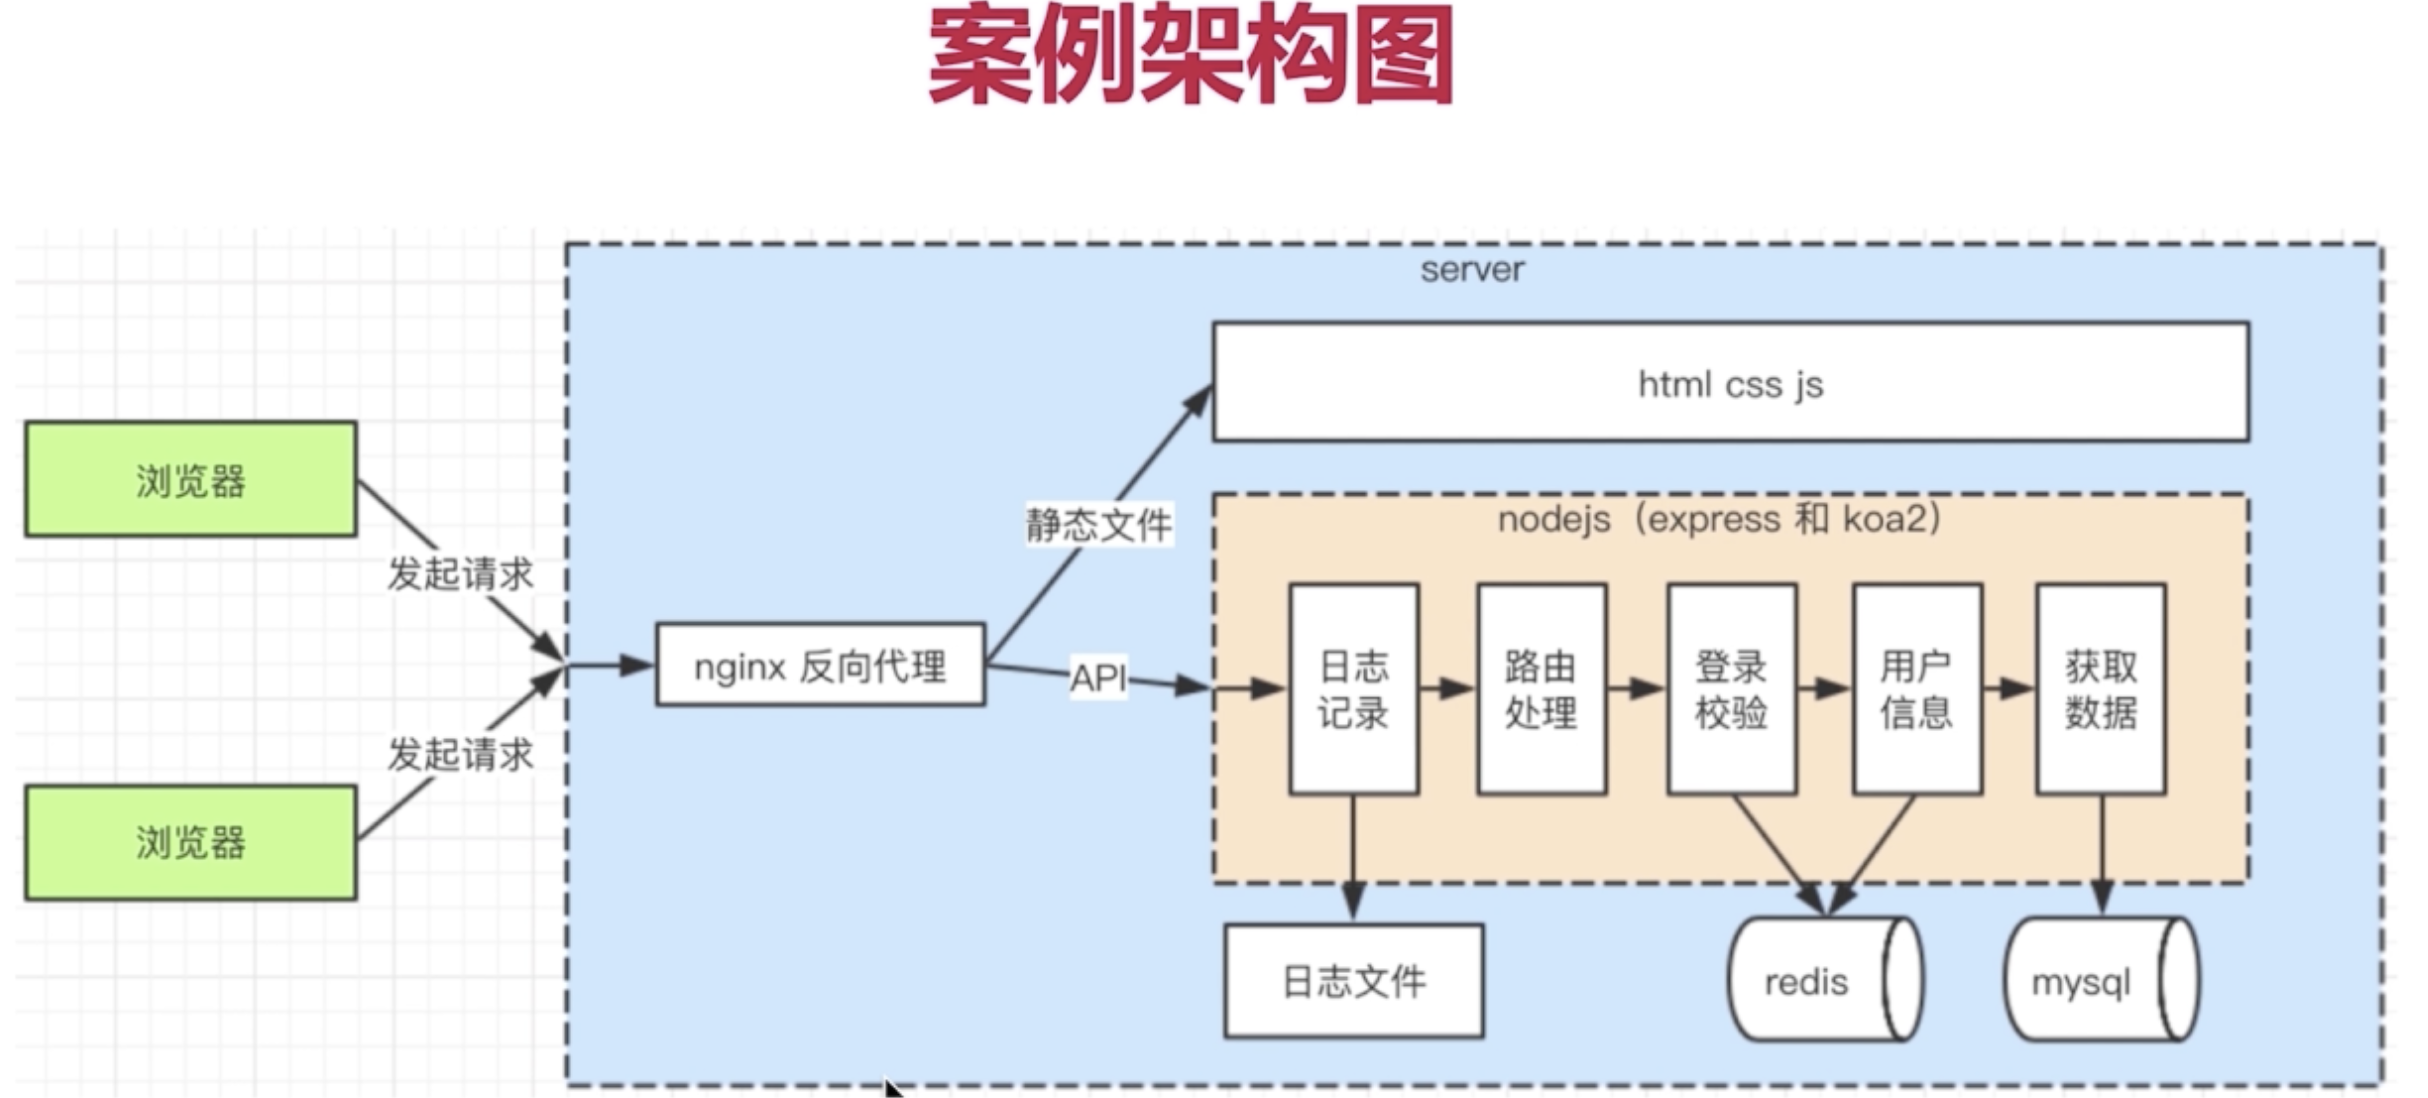 案例架构图
server
html css js
浏览器
静态文件
nodejs（express 和 koa2）
发起请求
nginx 反向代理
API
日志
记录
路由
处理
登录
校验
用户
信息
获取
数据
发起请求
浏览器
日志文件
redis
mysql